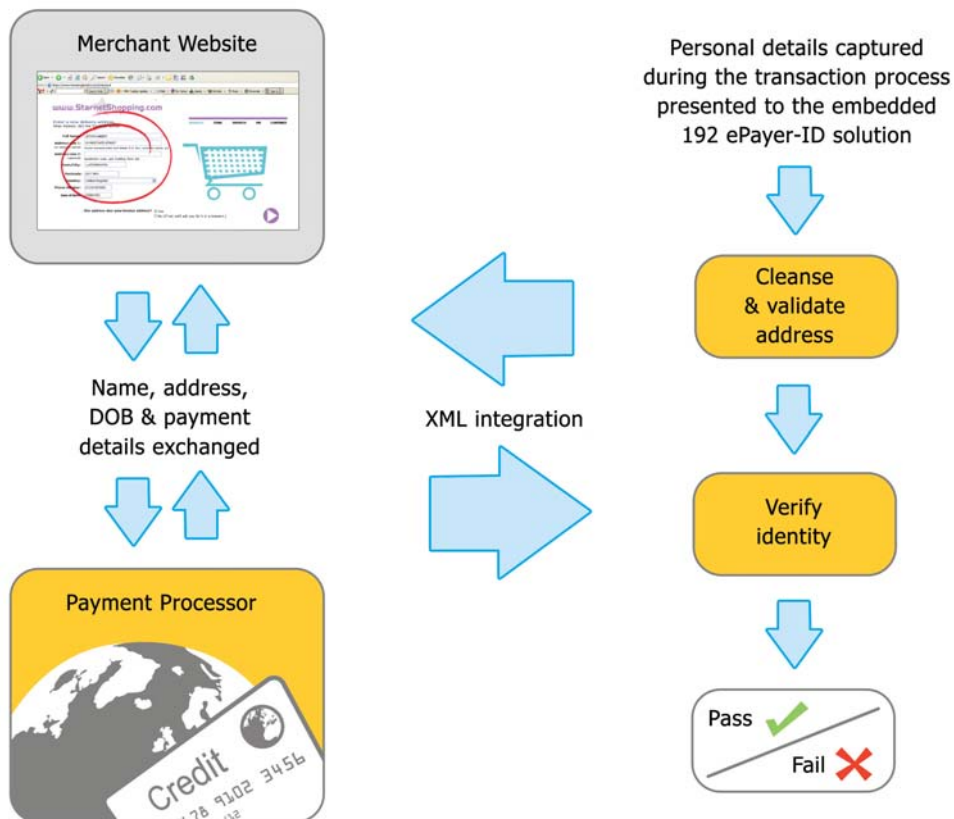 Merchant Website
www.StarnetShopping.com
Name, address,
DOB & payment
details exchanged
Payment Processor
Credit
78 9102 3456
XML integration
Personal details captured
during the transaction process
presented to the embedded
192 ePayer-ID solution
Cleanse
& validate
address
Verify
identity
Pass
Fail